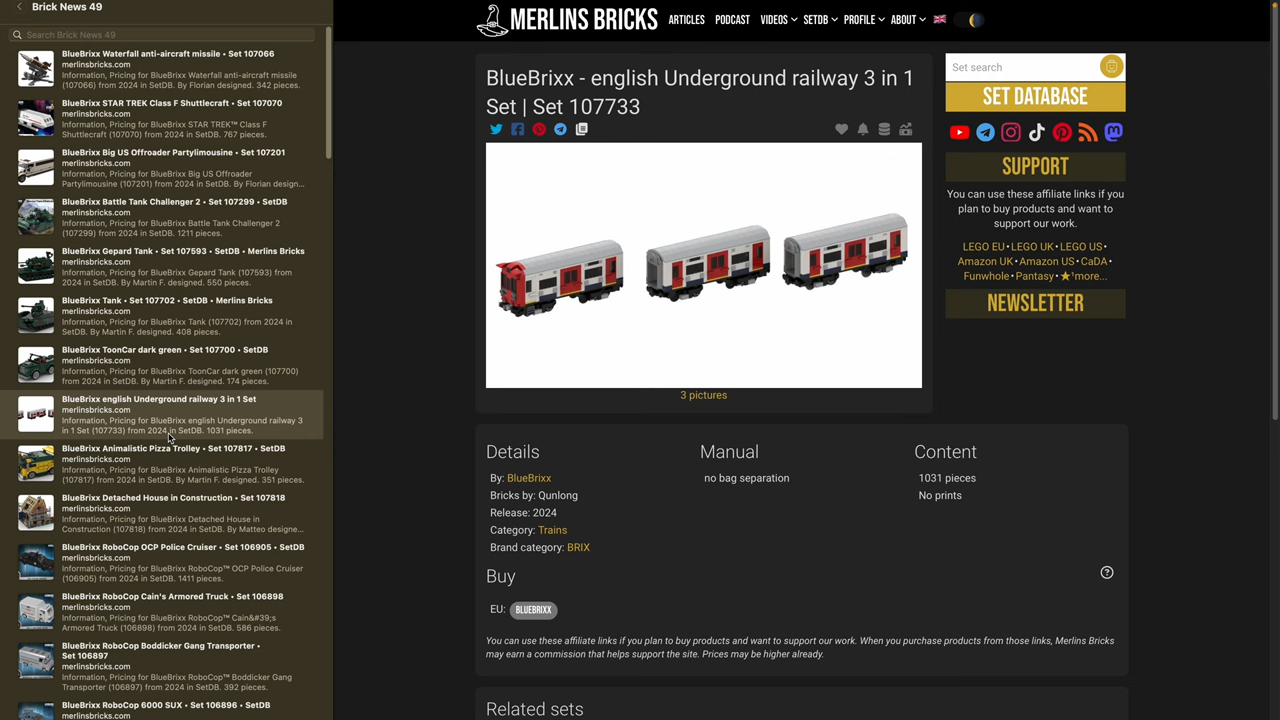 Brick News 49
Search Brick News 49
BlueBrixx Waterfall anti-aircraft missile • Set 107066
merlinsbricks.com
Information, Pricing for BlueBrixx Waterfall anti-aircraft missile
(107066) from 2024 in SetDB. By Florian designed. 342 pieces.
BlueBrixx STAR TREK Class F Shuttlecraft • Set 107070
merlinsbricks.com
Information, Pricing for BlueBrixx STAR TREK™ Class F
Shuttlecraft (107070) from 2024 in SetDB. 767 pieces.
BlueBrixx Big US Offroader Partylimousine • Set 107201
merlinsbricks.com
Information, Pricing for BlueBrixx Big US Offroader
Partylimousine (107201) from 2024 in SetDB. By Florian design...
BlueBrixx Battle Tank Challenger 2 • Set 107299 • SetDB
merlinsbricks.com
Information, Pricing for BlueBrixx Battle Tank Challenger 2
(107299) from 2024 in SetDB. 1211 pieces.
BlueBrixx Gepard Tank • Set 107593 • SetDB • Merlins Bricks
merlinsbricks.com
Information, Pricing for BlueBrixx Gepard Tank (107593) from
2024 in SetDB. By Martin F. designed. 550 pieces.
BlueBrixx Tank • Set 107702 • SetDB • Merlins Bricks
merlinsbricks.com
Information, Pricing for BlueBrixx Tank (107702) from 2024 in
SetDB. By Martin F. designed. 408 pieces.
BlueBrixx ToonCar dark green • Set 107700 • SetDB
merlinsbricks.com
Information, Pricing for BlueBrixx ToonCar dark green (107700)
from 2024 in SetDB. By Martin F. designed. 174 pieces.
BlueBrixx english Underground railway 3 in 1 Set
merlinsbricks.com
Information, Pricing for BlueBrixx english Underground railway 3
in 1 Set (107733) from 2024 in SetDB. 1031 pieces.
BlueBrixx Animalistic Pizza Trolley • Set 107817 • SetDB
merlinsbricks.com
Information, Pricing for BlueBrixx Animalistic Pizza Trolley
(107817) from 2024 in SetDB. By Martin F. designed. 351 pieces.
BlueBrixx Detached House in Construction • Set 107818
merlinsbricks.com
Information, Pricing for BlueBrixx Detached House in
Construction (107818) from 2024 in SetDB. By Matteo designe...
BlueBrixx RoboCop OCP Police Cruiser • Set 106905 • SetDB
merlinsbricks.com
Information, Pricing for BlueBrixx RoboCop™ OCP Police Cruiser
(106905) from 2024 in SetDB. 1411 pieces.
BlueBrixx RoboCop Cain's Armored Truck • Set 106898
merlinsbricks.com
Information, Pricing for BlueBrixx RoboCop™ Cain&#39;s
Armored Truck (106898) from 2024 in SetDB. 586 pieces.
BlueBrixx RoboCop Boddicker Gang Transporter •
Set 106897
merlinsbricks.com
Information, Pricing for BlueBrixx RoboCop™ Boddicker Gang
Transporter (106897) from 2024 in SetDB. 392 pieces.
BlueBrixx RoboCop 6000 SUX • Set 106896 • SetDB
merlinsbricks.com
MERLINS BRICKS
ARTICLES PODCAST VIDEOS SETDB PROFILE ABOUT
BlueBrixx - english Underground railway 3 in 1
Set | Set 107733
3 pictures
Details
By: BlueBrixx
Bricks by: Qunlong
Release: 2024
Category: Trains
Brand category: BRIX
Manual
no bag separation
Content
1031 pieces
No prints
Buy
?
EU: BLUEBRIXX
You can use these affiliate links if you plan to buy products and want to support our work. When you purchase products from those links, Merlins Bricks
may earn a commission that helps support the site. Prices may be higher already.
Related sets
Set search
SET DATABASE
SUPPORT
You can use these affiliate links if you
plan to buy products and want to
support our work.
LEGO EU • LEGO UK • LEGO US •
Amazon UK • Amazon US • CaDA •
Funwhole • Pantasy • ★¹more...
NEWSLETTER